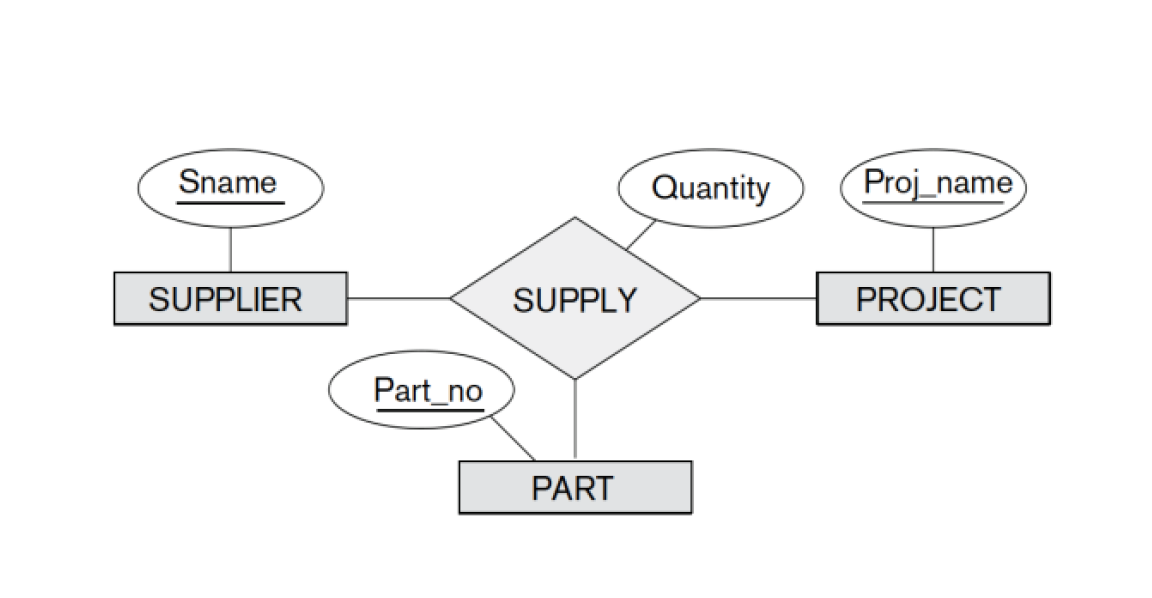 Sname
Quantity
Proj_name
SUPPLIER
SUPPLY
PROJECT
Part_no
PART